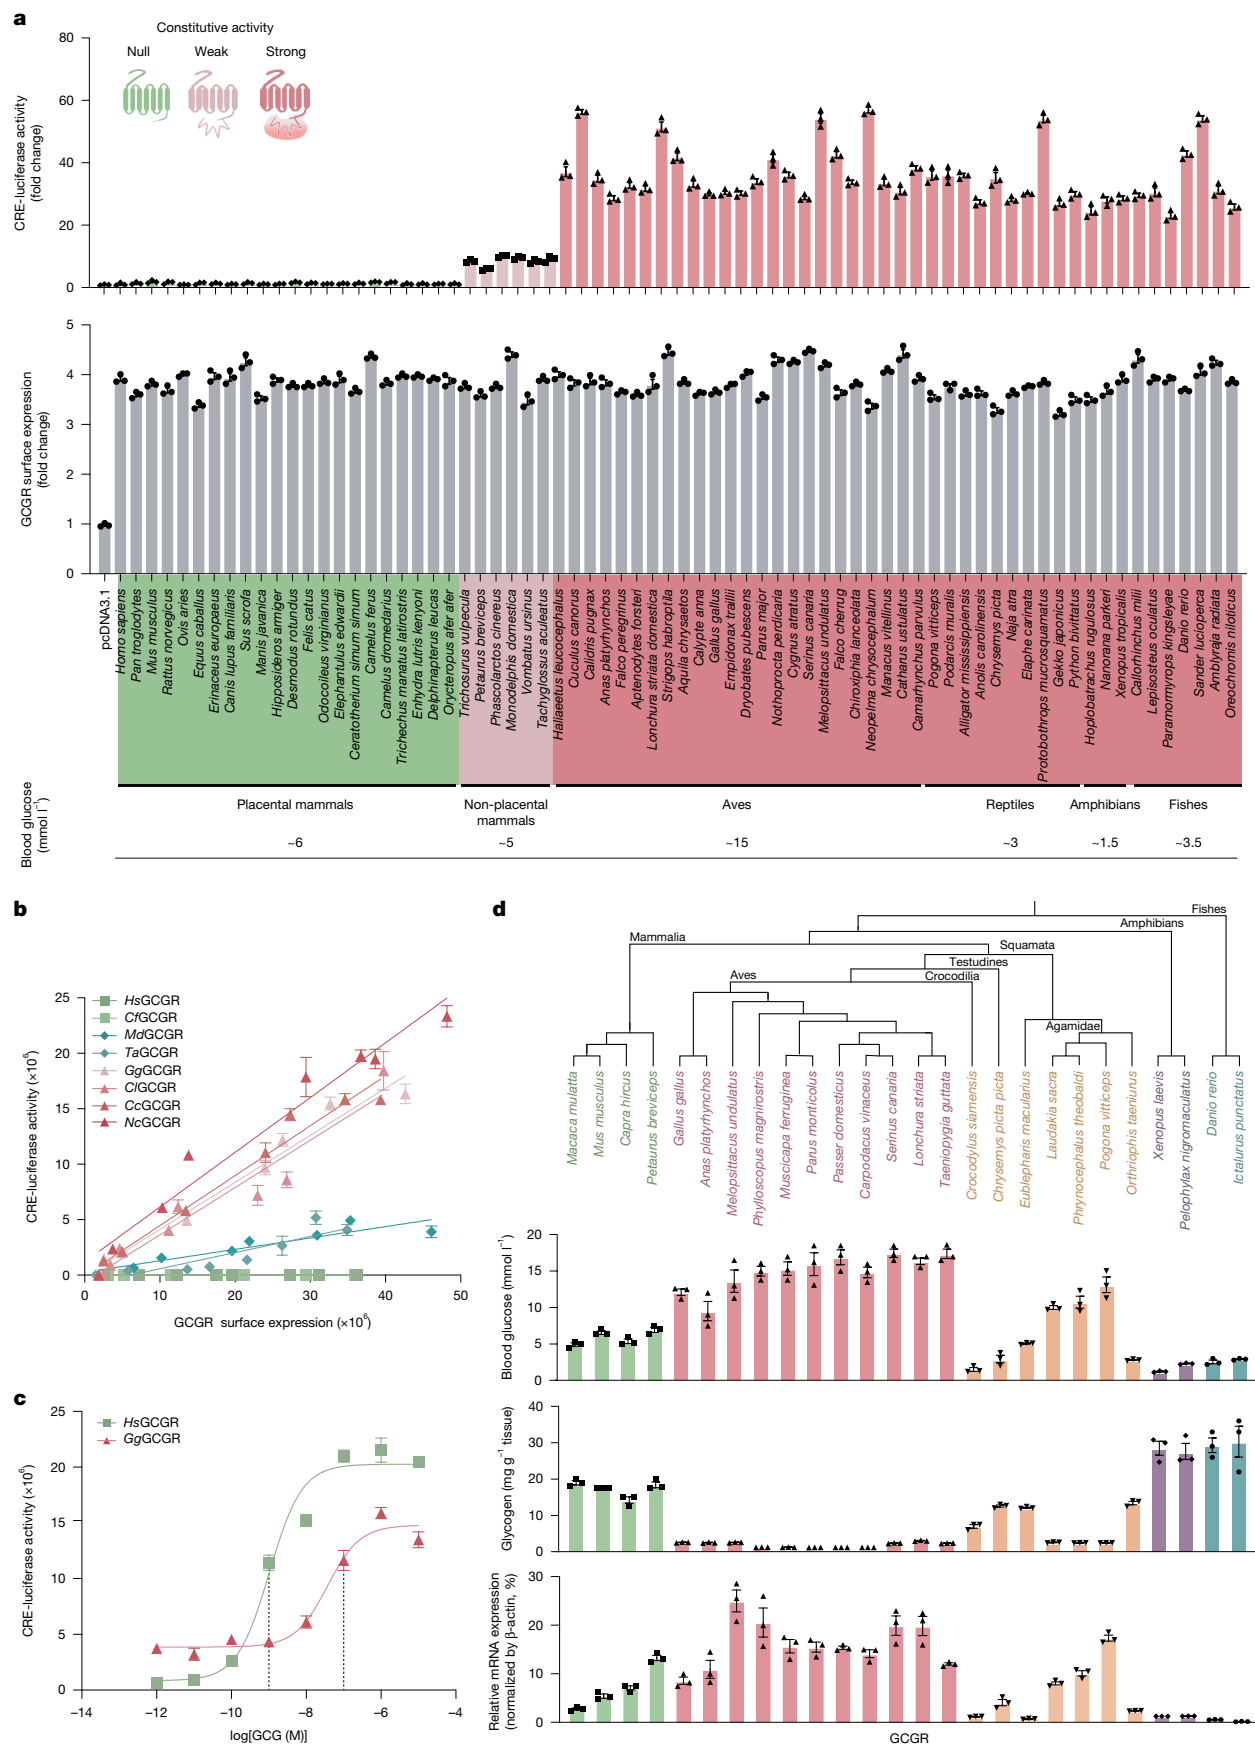 a
Constitutive activity
Null
Weak
Strong
CRE-luciferase activity
(fold change)
80
60
40
20
0
GCGR surface expression
(fold change)
5
4
3
2
1
0
pcDNA3.1
Homo sapiens
Pan troglodytes
Mus musculus
Rattus norvegicus
Ovis aries
Equus caballus
Erinaceus europaeus
Canis lupus familiaris
Sus scrofa
Manis javanica
Hipposideros armiger
Desmodus rotundus
Felis catus
Odocoileus virginianus
Elephantulus edwardii
Ceratotherium simum simum
Camelus ferus
Camelus dromedarius
Trichechus manatus latirostris
Enhydra lutris kenyoni
Delphinapterus leucas
Orycteropus afer afer
Trichosurus vulpecula
Petaurus breviceps
Phascolarctos cinereus
Monodelphis domestica
Vombatus ursinus
Tachyglossus aculeatus
Haliaeetus leucocephalus
Cuculus canorus
Calidris pugnax
Anas platyrhynchos
Falco peregrinus
Aptenodytes forsteri
Lonchura striata domestica
Strigops habroptila
Aquila chrysaetos
Calypte anna
Gallus gallus
Empidonax traillii
Dryobates pubescens
Parus major
Nothoprocta perdicaria
Cygnus atratus
Serinus canaria
Melopsittacus undulatus
Falco cherrug
Chiroxiphia lanceolata
Neopelma chrysocephalum
Manacus vitellinus
Catharus ustulatus
Camarhynchus parvulus
Pogona vitticeps
Podarcis muralis
Alligator mississippiensis
Anolis carolinensis
Chrysemys picta
Naja atra
Elaphe carinata
Protobothrops mucrosquamatus
Gekko japonicus
Python bivittatus
Hoplobatrachus rugulosus
Nanorana parkeri
Xenopus tropicalis
Callorhinchus milii
Lepisosteus oculatus
Paramormyrops kingsleyae
Danio rerio
Sander lucioperca
Amblyraja radiata
Oreochromis niloticus
Placental mammals
Non-placental
mammals
Aves
Reptiles
Amphibians
Fishes
Blood glucose
(mmol l−1)
~6
~5
~15
~3
~1.5
~3.5
b
CRE-luciferase activity (×10⁶)
25
20
15
10
5
0
HsGCGR
CfGCGR
MdGCGR
TaGCGR
GgGCGR
ClGCGR
CcGCGR
NcGCGR
0
10
20
30
40
50
GCGR surface expression (×10⁶)
c
CRE-luciferase activity (×10⁶)
25
20
15
10
5
0
HsGCGR
GgGCGR
−14
−12
−10
−8
−6
−4
log[GCG (M)]
d
Fishes
Amphibians
Mammalia
Squamata
Testudines
Aves
Crocodilia
Agamidae
Macaca mulatta
Mus musculus
Capra hircus
Petaurus breviceps
Gallus gallus
Anas platyrhynchos
Melopsittacus undulatus
Phylloscopus magnirostris
Muscicapa ferruginea
Parus monticolus
Passer domesticus
Carpodacus vinaceus
Serinus canaria
Lonchura striata
Taeniopygia guttata
Crocodylus siamensis
Chrysemys picta picta
Eublepharis macularius
Laudakia sacra
Phrynocephalus theobaldi
Pogona vitticeps
Orthriophis taeniurus
Xenopus laevis
Pelophylax nigromaculatus
Danio rerio
Ictalurus punctatus
Blood glucose (mmol l−1)
20
15
10
5
0
Glycogen (mg g−1 tissue)
40
30
20
10
0
Relative mRNA expression
(normalized by β-actin, %)
30
20
10
0
GCGR